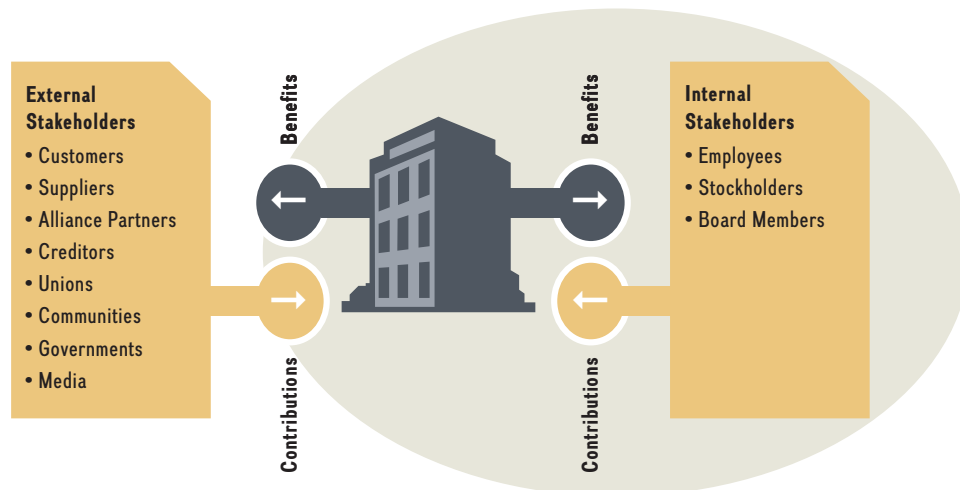 External
Stakeholders
• Customers
• Suppliers
• Alliance Partners
• Creditors
• Unions
• Communities
• Governments
• Media
Benefits
Contributions
Benefits
Contributions
Internal
Stakeholders
• Employees
• Stockholders
• Board Members